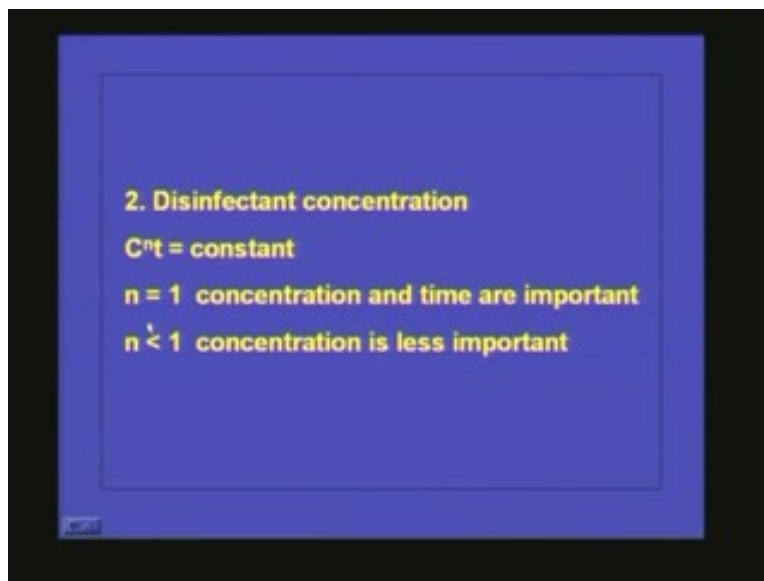 2. Disinfectant concentration
Cⁿt = constant
n = 1 concentration and time are important
n < 1 concentration is less important